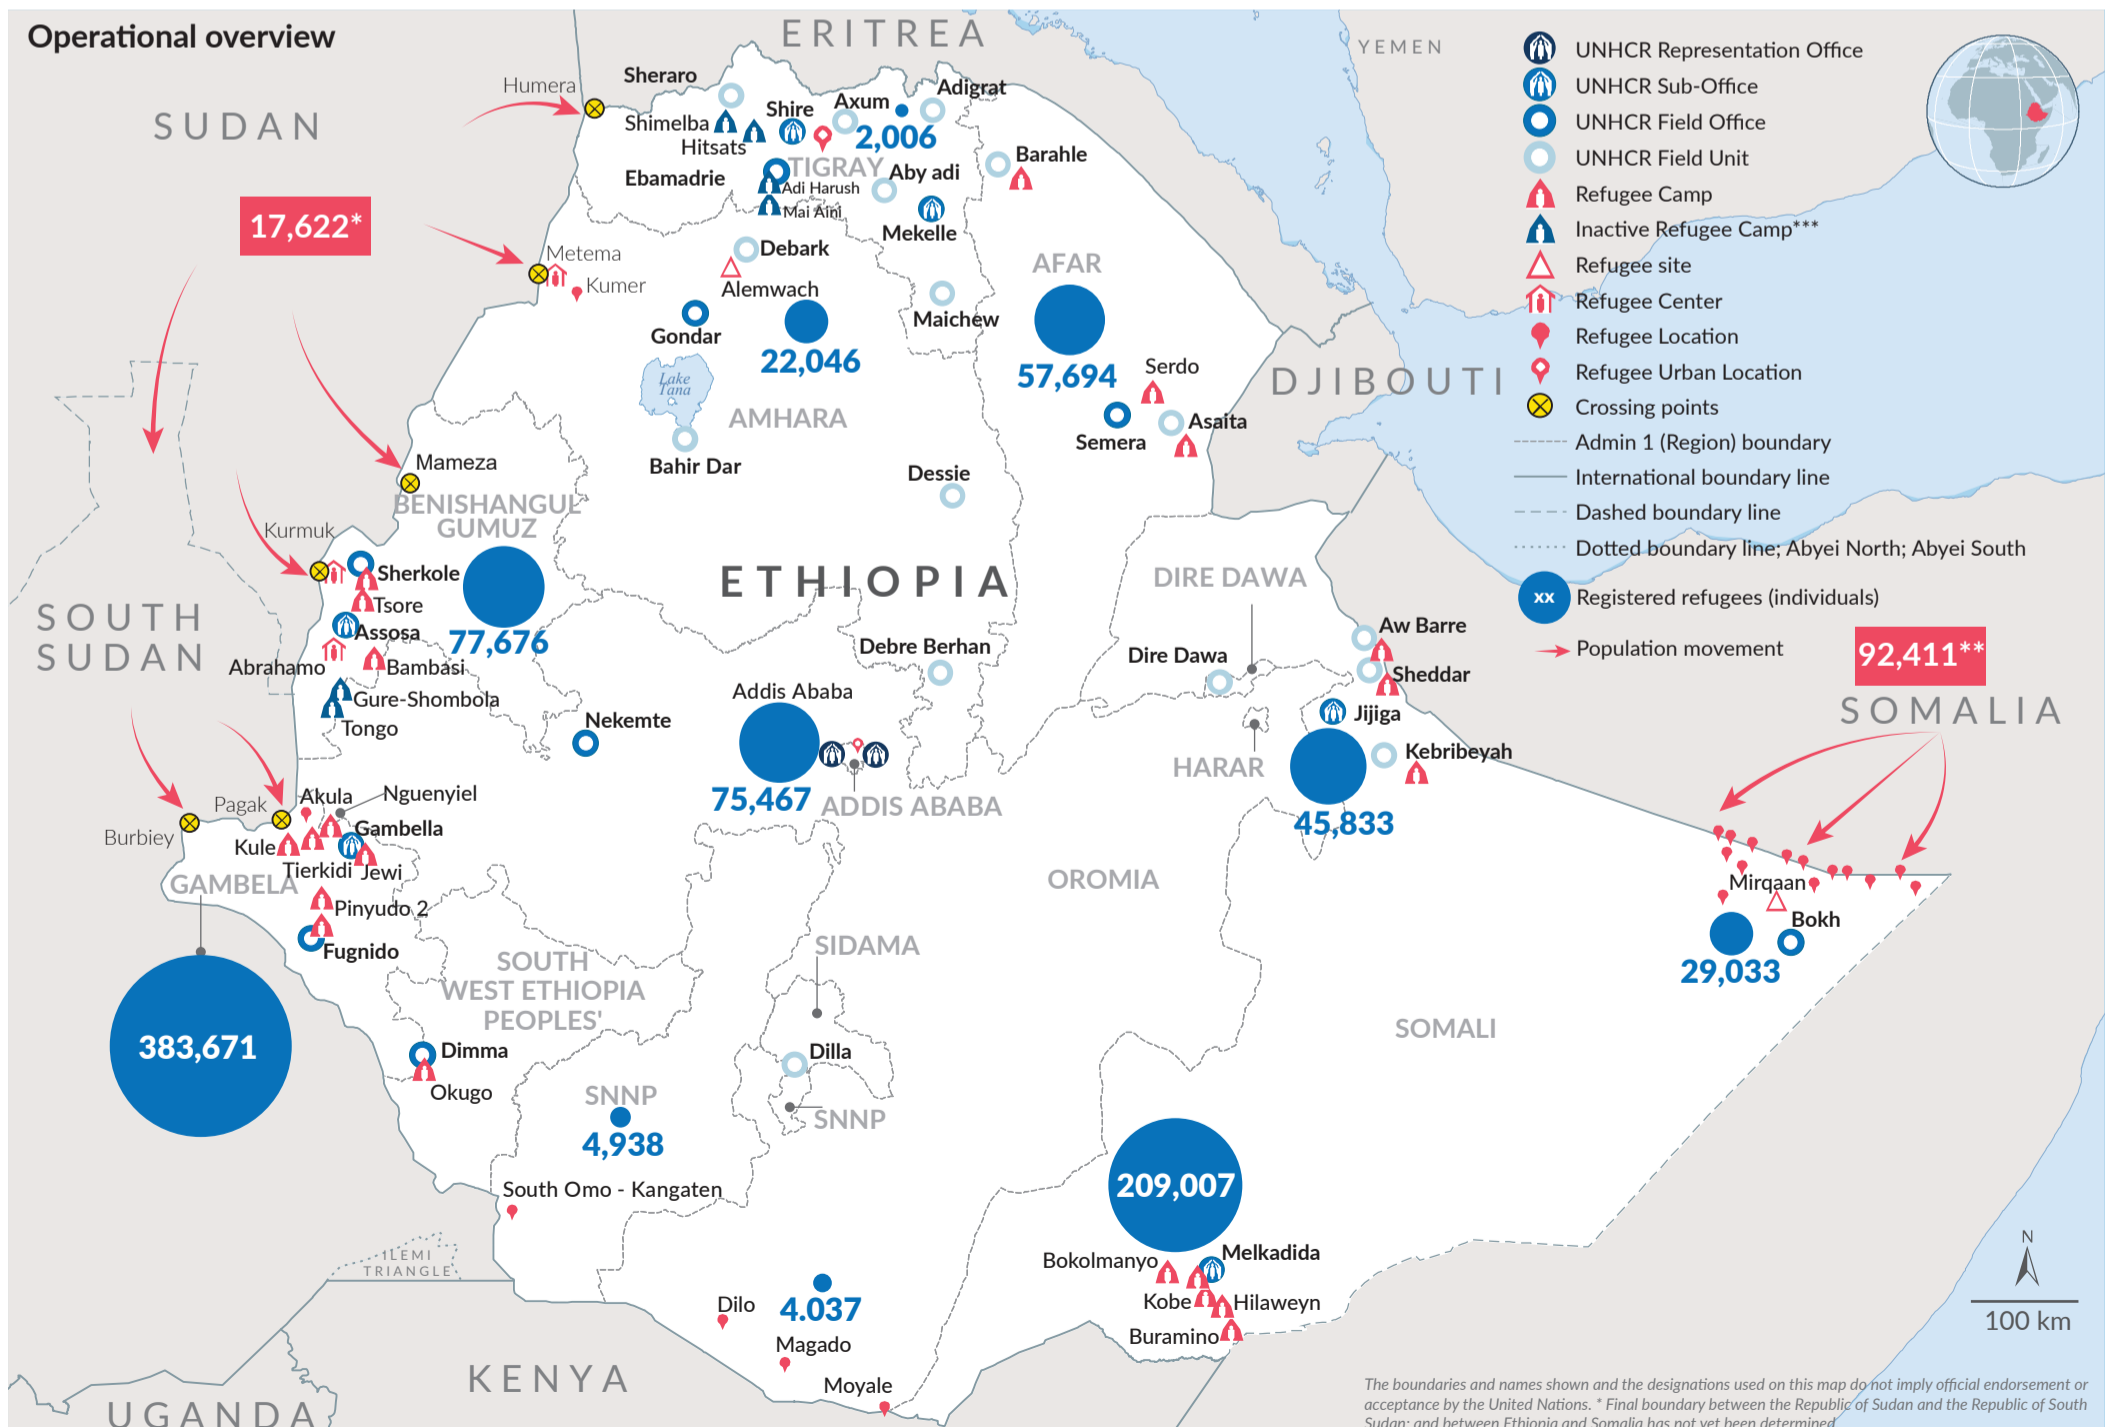 Operational overview
ERITREA
YEMEN
SUDAN
Humera
Sheraro
Shire
Axum
Adigrat
2,006
Shimelba
Hitsats
TIGRAY
Ebamadrie
Adi Harush
Mai Aini
Aby adi
Barahle
Mekelle
17,622*
Metema
Kumer
Debark
Alemwach
Gondar
22,046
Maichew
AFAR
57,694
Serdo
Semera
Asaita
DJIBOUTI
Lake
Tana
AMHARA
Bahir Dar
Dessie
Mameza
BENISHANGUL
GUMUZ
Kurmuk
Sherkole
Tsore
77,676
Assosa
Abrahamo
Bambasi
Gure-Shombola
Tongo
SOUTH
SUDAN
ETHIOPIA
Debre Berhan
Nekemte
Addis Ababa
75,467
ADDIS ABABA
DIRE DAWA
Dire Dawa
Aw Barre
Sheddar
Jijiga
HARAR
Kebribeyah
45,833
Burbiey
Pagak
Akula
Nguenyiel
Gambella
Kule
Tierkidi
Jewi
GAMBELA
Pinyudo 2
Fugnido
383,671
SOUTH
WEST ETHIOPIA
PEOPLES'
Dimma
Okugo
SIDAMA
Dilla
SNNP
SNNP
4,938
South Omo - Kangaten
OROMIA
SOMALI
92,411**
SOMALIA
Mirqaan
Bokh
29,033
209,007
Bokolmanyo
Melkadida
Kobe
Hilaweyn
Buramino
ILEMI
TRIANGLE
Dilo
4.037
Magado
Moyale
KENYA
UGANDA
UNHCR Representation Office
UNHCR Sub-Office
UNHCR Field Office
UNHCR Field Unit
Refugee Camp
Inactive Refugee Camp***
Refugee site
Refugee Center
Refugee Location
Refugee Urban Location
Crossing points
Admin 1 (Region) boundary
International boundary line
Dashed boundary line
Dotted boundary line; Abyei North; Abyei South
xx Registered refugees (individuals)
Population movement
N
100 km
The boundaries and names shown and the designations used on this map do not imply official endorsement or
acceptance by the United Nations. * Final boundary between the Republic of Sudan and the Republic of South
Sudan; and between Ethiopia and Somalia has not yet been determined